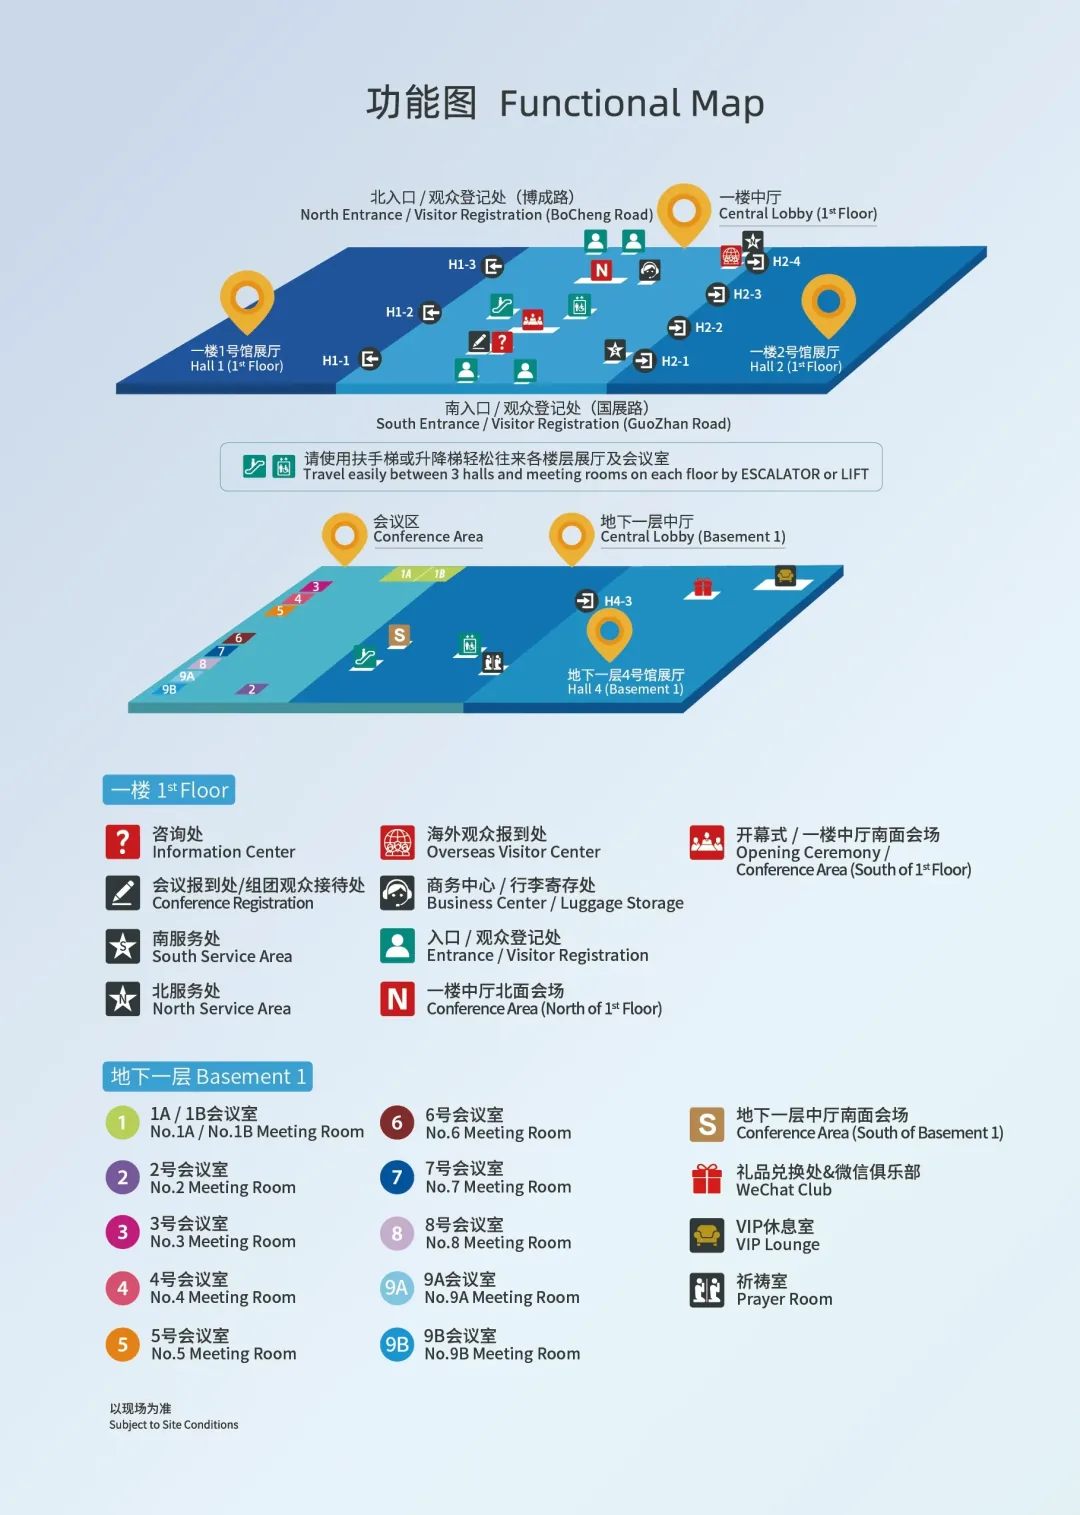 功能图 Functional Map
北入口 / 观众登记处（博成路）
North Entrance / Visitor Registration (BoCheng Road)
一楼中厅
Central Lobby (1st Floor)
N
H1-3
N
H2-4
H2-3
H1-2
H2-2
?
S
H1-1
H2-1
一楼1号馆展厅
Hall 1 (1st Floor)
一楼2号馆展厅
Hall 2 (1st Floor)
南入口 / 观众登记处（国展路）
South Entrance / Visitor Registration (GuoZhan Road)
请使用扶手梯或升降梯轻松往来各楼层展厅及会议室
Travel easily between 3 halls and meeting rooms on each floor by ESCALATOR or LIFT
会议区
Conference Area
地下一层中厅
Central Lobby (Basement 1)
1A 1B
3
4
5
H4-3
6
S
7
8
9A
9B
2
地下一层4号馆展厅
Hall 4 (Basement 1)
一楼 1st Floor
?
咨询处
Information Center
海外观众报到处
Overseas Visitor Center
开幕式 / 一楼中厅南面会场
Opening Ceremony /
Conference Area (South of 1st Floor)
会议报到处/组团观众接待处
Conference Registration
商务中心 / 行李寄存处
Business Center / Luggage Storage
S
南服务处
South Service Area
入口 / 观众登记处
Entrance / Visitor Registration
N
北服务处
North Service Area
N
一楼中厅北面会场
Conference Area (North of 1st Floor)
地下一层 Basement 1
1
1A / 1B会议室
No.1A / No.1B Meeting Room
6
6号会议室
No.6 Meeting Room
S
地下一层中厅南面会场
Conference Area (South of Basement 1)
2
2号会议室
No.2 Meeting Room
7
7号会议室
No.7 Meeting Room
礼品兑换处&微信俱乐部
WeChat Club
3
3号会议室
No.3 Meeting Room
8
8号会议室
No.8 Meeting Room
VIP休息室
VIP Lounge
4
4号会议室
No.4 Meeting Room
9A
9A会议室
No.9A Meeting Room
祈祷室
Prayer Room
5
5号会议室
No.5 Meeting Room
9B
9B会议室
No.9B Meeting Room
以现场为准
Subject to Site Conditions